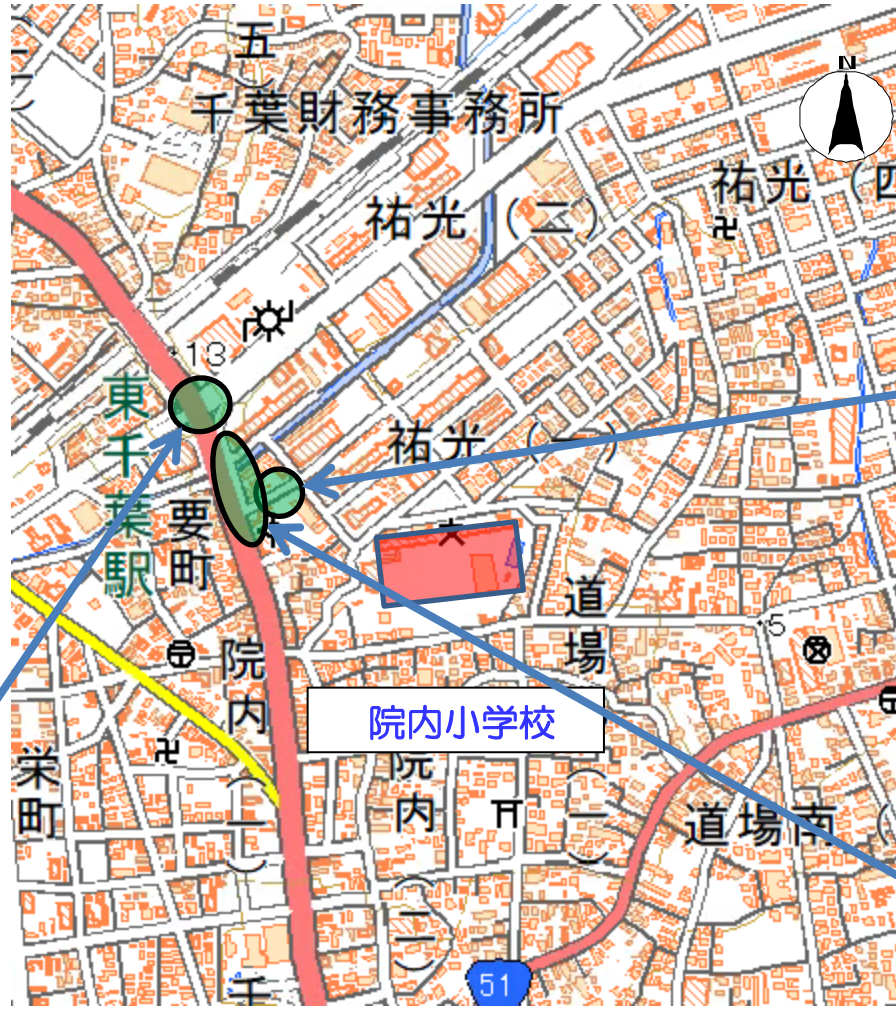 五
千葉財務事務所
N
祐光（四
祐光（二）
13
東千葉駅
祐光（一）
要町
道場
5
院内（一）
院内小学校
栄町
院内（二）
（一）
道場南（
千
51